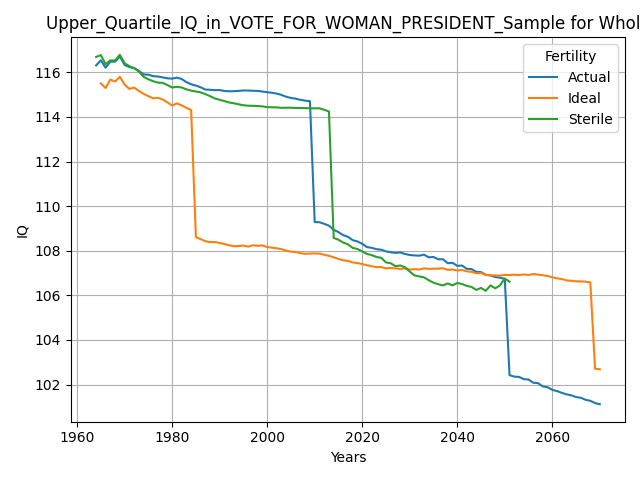 Upper_Quartile_IQ_in_VOTE_FOR_WOMAN_PRESIDENT_Sample for Whol
Fertility
Actual
Ideal
Sterile
IQ
116
114
112
110
108
106
104
102
1960
1980
2000
2020
2040
2060
Years